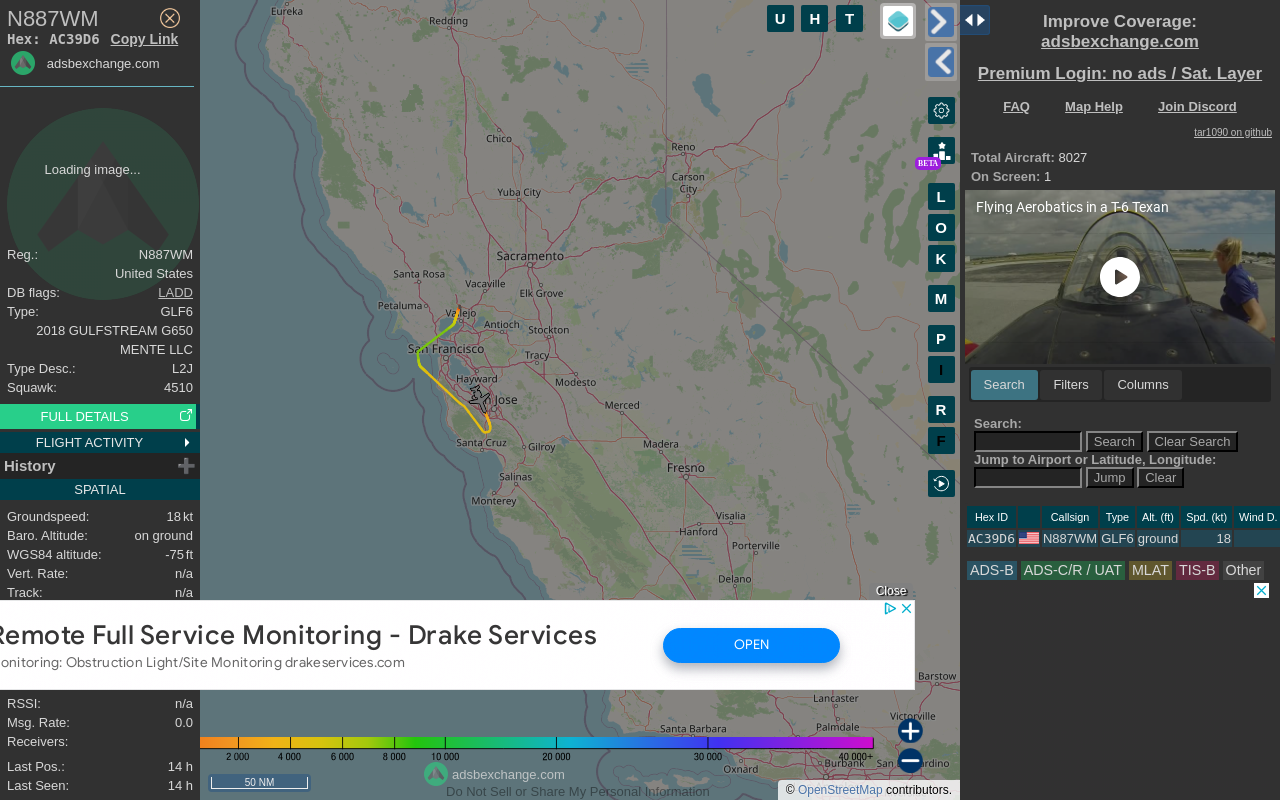 N887WM
Hex: AC39D6 Copy Link
adsbexchange.com
Loading image...
Reg.: N887WM
United States
DB flags: LADD
Type: GLF6
2018 GULFSTREAM G650
MENTE LLC
Type Desc.: L2J
Squawk: 4510
FULL DETAILS
FLIGHT ACTIVITY
History
SPATIAL
Groundspeed: 18 kt
Baro. Altitude: on ground
WGS84 altitude: -75 ft
Vert. Rate: n/a
Track: n/a
RSSI: n/a
Msg. Rate: 0.0
Receivers:
Last Pos.: 14 h
Last Seen: 14 h
Eureka
Redding
Chico
Reno
Carson
City
Yuba City
Sacramento
Santa Rosa
Vacaville
Elk Grove
Petaluma
Vallejo
Antioch
Stockton
San Francisco
Tracy
Hayward
Modesto
Jose
Merced
Santa Cruz
Gilroy
Madera
Salinas
Fresno
Monterey
Visalia
Hanford
Porterville
Delano
Barstow
Lancaster
Victorville
Palmdale
Santa Barbara
Burbank
Oxnard
U H T
BETA
L
O
K
M
P
I
R
F
Close
Remote Full Service Monitoring - Drake Services
onitoring: Obstruction Light/Site Monitoring drakeservices.com
OPEN
2 000 4 000 6 000 8 000 10 000 20 000 30 000 40 000+
50 NM
adsbexchange.com
Do Not Sell or Share My Personal Information
© OpenStreetMap contributors.
Improve Coverage:
adsbexchange.com
Premium Login: no ads / Sat. Layer
FAQ Map Help Join Discord
tar1090 on github
Total Aircraft: 8027
On Screen: 1
Flying Aerobatics in a T-6 Texan
Search Filters Columns
Search:
Search Clear Search
Jump to Airport or Latitude, Longitude:
Jump Clear
Hex ID Callsign Type Alt. (ft) Spd. (kt) Wind D.
AC39D6 N887WM GLF6 ground 18
ADS-B ADS-C/R / UAT MLAT TIS-B Other